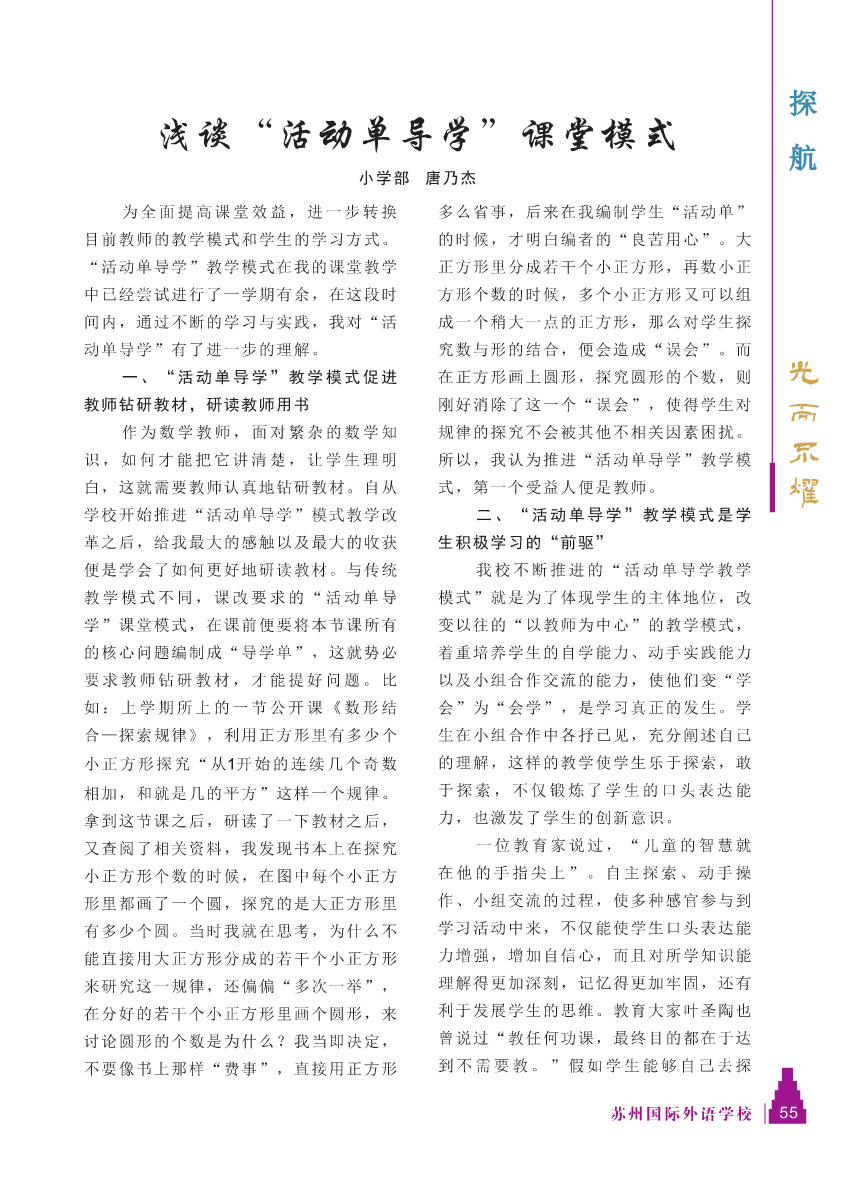 浅谈“活动单导学”课堂模式
小学部 唐乃杰
为全面提高课堂效益，进一步转换
目前教师的教学模式和学生的学习方式。
“活动单导学”教学模式在我的课堂教学
中已经尝试进行了一学期有余，在这段时
间内，通过不断的学习与实践，我对“活
动单导学”有了进一步的理解。
一、“活动单导学”教学模式促进
教师钻研教材，研读教师用书
作为数学教师，面对繁杂的数学知
识，如何才能把它讲清楚，让学生理明
白，这就需要教师认真地钻研教材。自从
学校开始推进“活动单导学”模式教学改
革之后，给我最大的感触以及最大的收获
便是学会了如何更好地研读教材。与传统
教学模式不同，课改要求的“活动单导
学”课堂模式，在课前便要将本节课所有
的核心问题编制成“导学单”，这就势必
要求教师钻研教材，才能提好问题。比
如：上学期所上的一节公开课《数形结
合—探索规律》，利用正方形里有多少个
小正方形探究“从1开始的连续几个奇数
相加，和就是几的平方”这样一个规律。
拿到这节课之后，研读了一下教材之后，
又查阅了相关资料，我发现书本上在探究
小正方形个数的时候，在图中每个小正方
形里都画了一个圆，探究的是大正方形里
有多少个圆。当时我就在思考，为什么不
能直接用大正方形分成的若干个小正方形
来研究这一规律，还偏偏“多次一举”，
在分好的若干个小正方形里画个圆形，来
讨论圆形的个数是为什么？我当即决定，
不要像书上那样“费事”，直接用正方形
多么省事，后来在我编制学生“活动单”
的时候，才明白编者的“良苦用心”。大
正方形里分成若干个小正方形，再数小正
方形个数的时候，多个小正方形又可以组
成一个稍大一点的正方形，那么对学生探
究数与形的结合，便会造成“误会”。而
在正方形画上圆形，探究圆形的个数，则
刚好消除了这一个“误会”，使得学生对
规律的探究不会被其他不相关因素困扰。
所以，我认为推进“活动单导学”教学模
式，第一个受益人便是教师。
二、“活动单导学”教学模式是学
生积极学习的“前驱”
我校不断推进的“活动单导学教学
模式”就是为了体现学生的主体地位，改
变以往的“以教师为中心”的教学模式，
着重培养学生的自学能力、动手实践能力
以及小组合作交流的能力，使他们变“学
会”为“会学”，是学习真正的发生。学
生在小组合作中各抒已见，充分阐述自己
的理解，这样的教学使学生乐于探索，敢
于探索，不仅锻炼了学生的口头表达能
力，也激发了学生的创新意识。
一位教育家说过，“儿童的智慧就
在他的手指尖上”。自主探索、动手操
作、小组交流的过程，使多种感官参与到
学习活动中来，不仅能使学生口头表达能
力增强，增加自信心，而且对所学知识能
理解得更加深刻，记忆得更加牢固，还有
利于发展学生的思维。教育大家叶圣陶也
曾说过“教任何功课，最终目的都在于达
到不需要教。”假如学生能够自己去探
探航
光而不耀
苏州国际外语学校 55